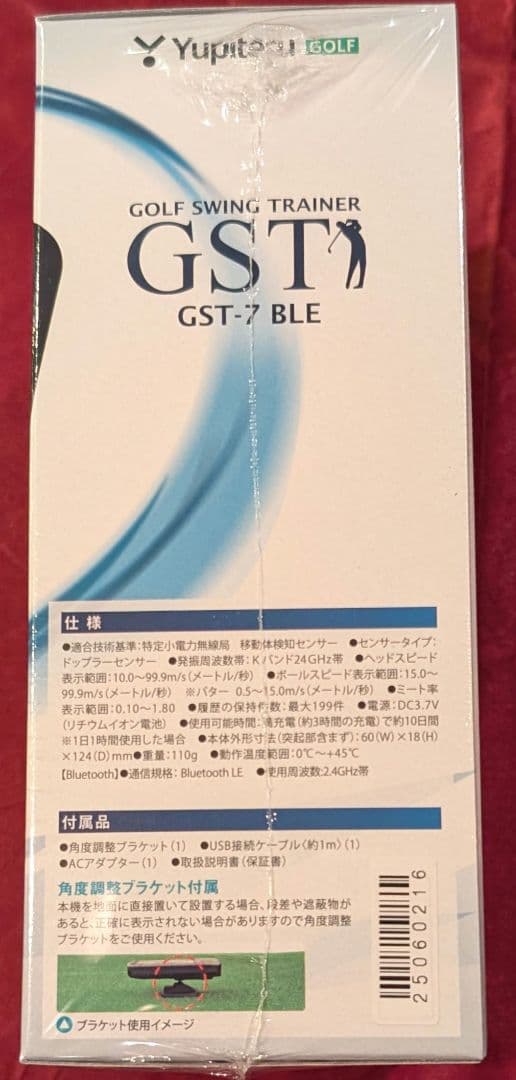 Yupiteru GOLF
GOLF SWING TRAINER
GST
GST-7 BLE
仕様
●適合技術基準:特定小電力無線局 移動体検知センサー ●センサータイプ:
ドップラーセンサー ●発振周波数帯:Kバンド24GHz帯 ●ヘッドスピード
表示範囲:10.0〜99.9m/s(メートル/秒) ●ボールスピード表示範囲:15.0〜
99.9m/s(メートル/秒) ※パター 0.5〜15.0m/s(メートル/秒) ●ミート率
表示範囲:0.10〜1.80 ●履歴の保持件数:最大199件 ●電源:DC3.7V
(リチウムイオン電池) ●使用可能時間:満充電(約3時間の充電)で約10日間
※1日1時間使用した場合 ●本体外形寸法(突起部含まず):60(W)×18(H)
×124(D)mm●重量:110g ●動作温度範囲:0℃〜+45℃
【Bluetooth】●通信規格: Bluetooth LE ●使用周波数:2.4GHz帯
付属品
●角度調整ブラケット(1) ●USB接続ケーブル〈約1m〉(1)
●ACアダプター(1) ●取扱説明書(保証書)
角度調整ブラケット付属
本機を地面に直接置いて設置する場合、段差や遮蔽物が
あると、正確に表示されない場合がありますので角度調整
ブラケットをご使用ください。
ブラケット使用イメージ
25060216